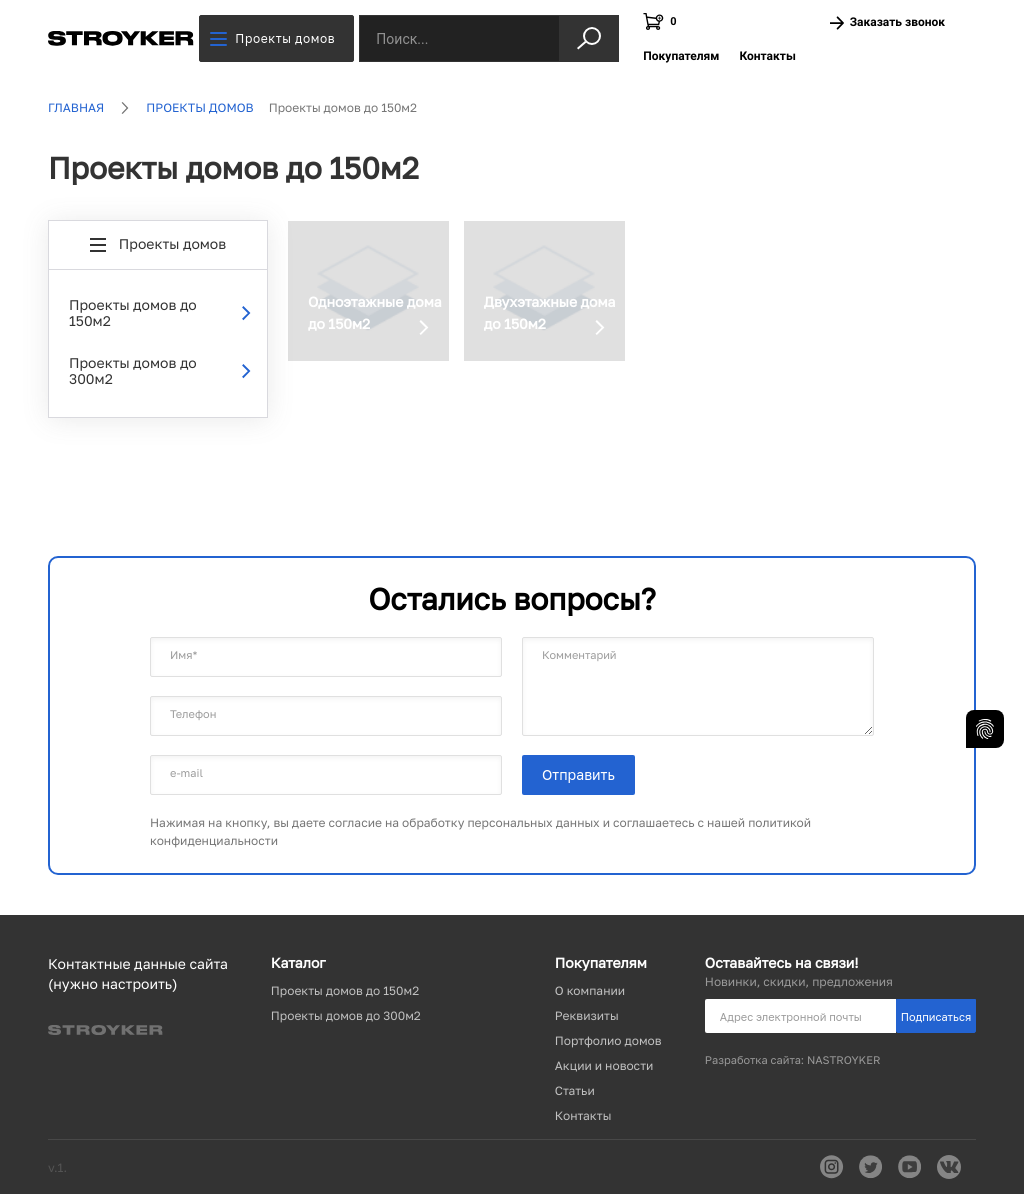 STROYKER
Проекты домов
Поиск...
0
Заказать звонок
Покупателям
Контакты
ГЛАВНАЯ
ПРОЕКТЫ ДОМОВ
Проекты домов до 150м2
Проекты домов до 150м2
Проекты домов
Проекты домов до
150м2
Проекты домов до
300м2
Одноэтажные дома
до 150м2
Двухэтажные дома
до 150м2
Остались вопросы?
Имя*
Телефон
e-mail
Комментарий
Отправить
Нажимая на кнопку, вы даете согласие на обработку персональных данных и соглашаетесь с нашей политикой
конфиденциальности
Контактные данные сайта
(нужно настроить)
STROYKER
Каталог
Проекты домов до 150м2
Проекты домов до 300м2
Покупателям
О компании
Реквизиты
Портфолио домов
Акции и новости
Статьи
Контакты
Оставайтесь на связи!
Новинки, скидки, предложения
Адрес электронной почты
Подписаться
Разработка сайта: NASTROYKER
v.1.